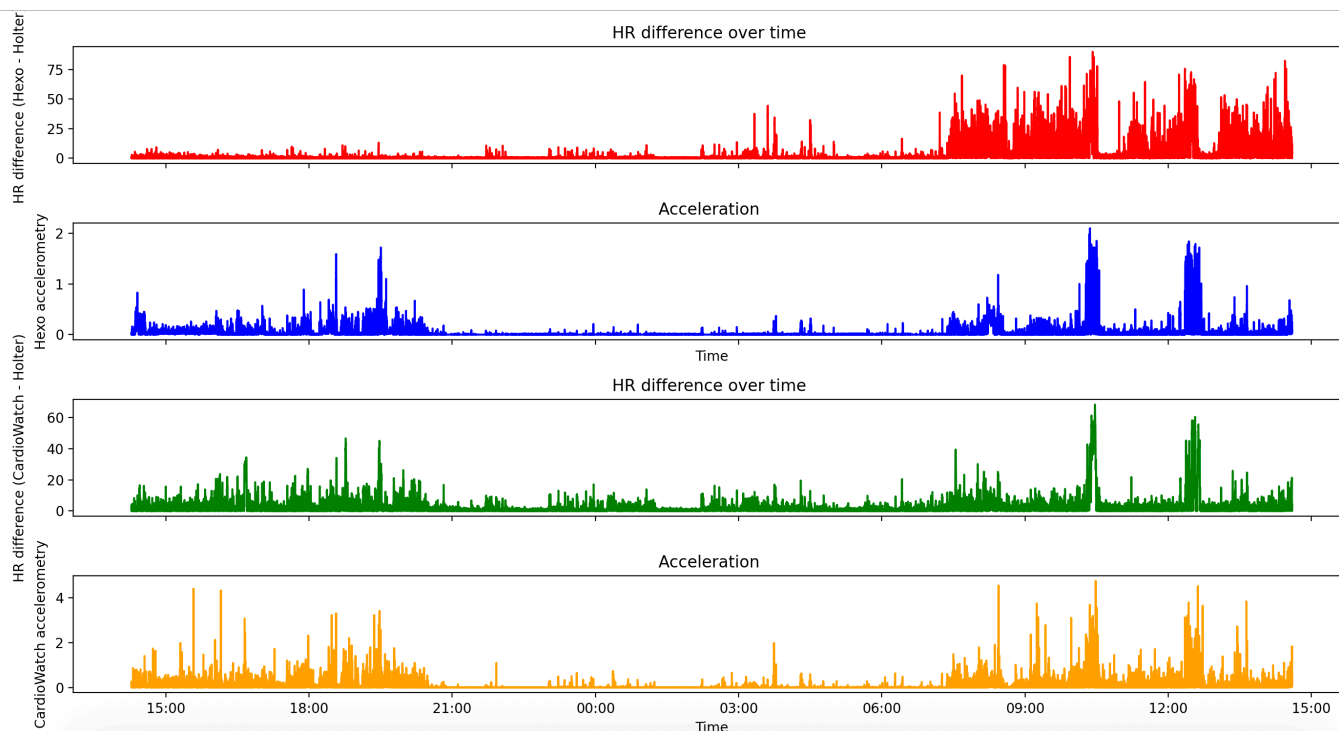 HR difference over time
HR difference (Hexo - Holter
75
50
25
0
Acceleration
Hexo accelerometry
2
1
0
Time
HR difference over time
HR difference (CardioWatch - Holter)
60
40
20
0
Acceleration
CardioWatch accelerometry
4
2
0
15:00 18:00 21:00 00:00 03:00 06:00 09:00 12:00 15:00
Time